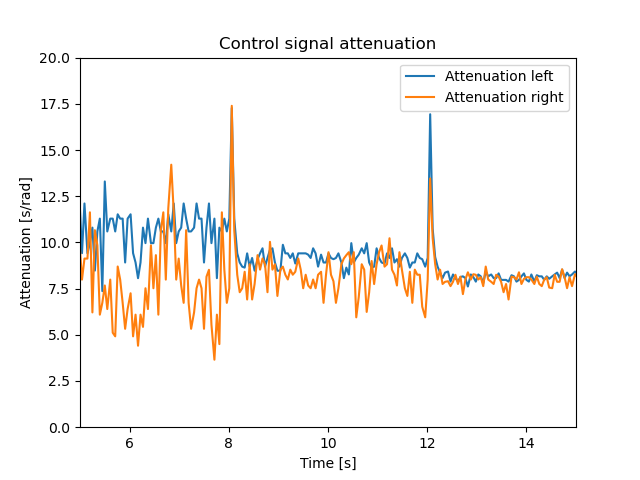 Control signal attenuation
Attenuation left
Attenuation right
20.0
17.5
15.0
12.5
10.0
7.5
5.0
2.5
0.0
Attenuation [s/rad]
6 8 10 12 14
Time [s]